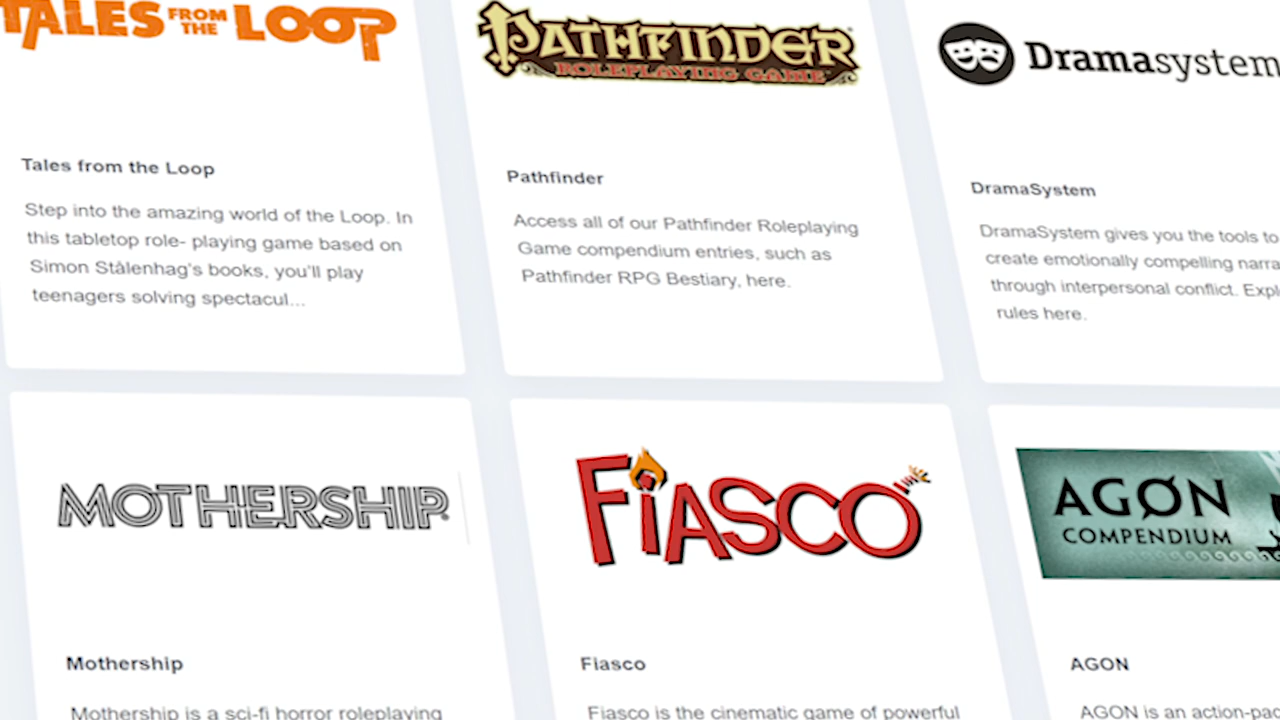 TALES FROM THE LOOP
PATHFINDER
ROLEPLAYING GAME
Dramasystem
Tales from the Loop
Step into the amazing world of the Loop. In
this tabletop role- playing game based on
Simon Stålenhag's books, you'll play
teenagers solving spectacul...
Pathfinder
Access all of our Pathfinder Roleplaying
Game compendium entries, such as
Pathfinder RPG Bestiary, here.
DramaSystem
DramaSystem gives you the tools to
create emotionally compelling narra
through interpersonal conflict. Expl
rules here.
MOTHERSHIP
FiASCO
AGØN
COMPENDIUM
Mothership
Mothership is a sci-fi horror roleplaying
Fiasco
Fiasco is the cinematic game of powerful
AGON
AGON is an action-pac